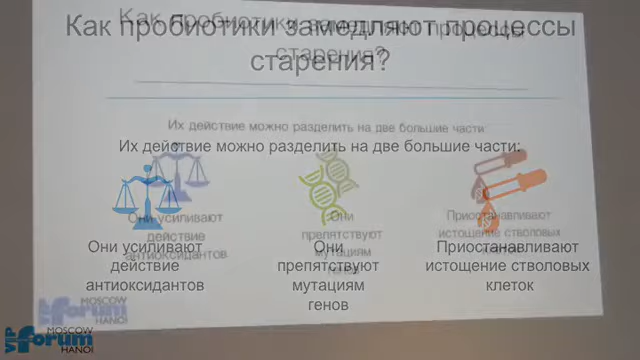 Как пробиотики замедляют процессы
старения?
Их действие можно разделить на две большие части:
Они усиливают
действие
антиоксидантов
Они
препятствуют
мутациям
генов
Приостанавливают
истощение стволовых
клеток
MOSCOW
forum
HANOI